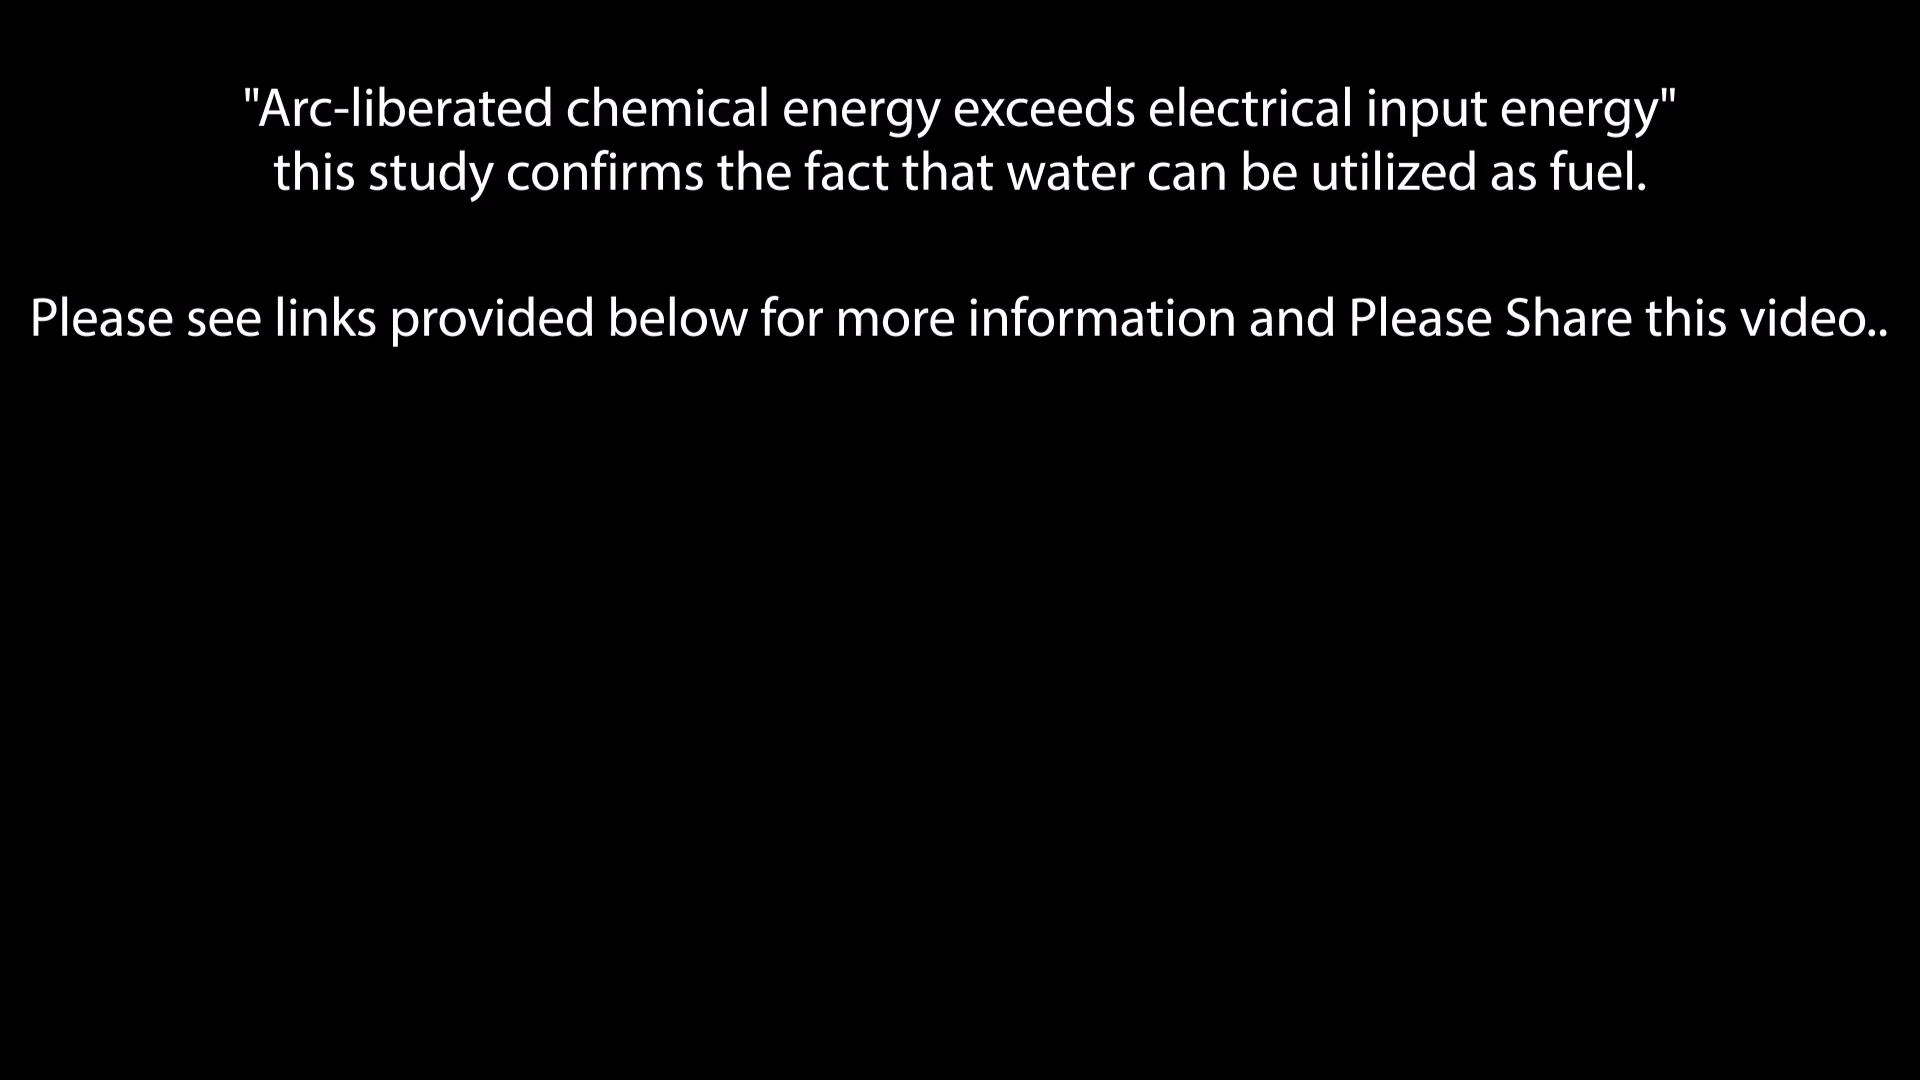 "Arc-liberated chemical energy exceeds electrical input energy"
this study confirms the fact that water can be utilized as fuel.
Please see links provided below for more information and Please Share this video..